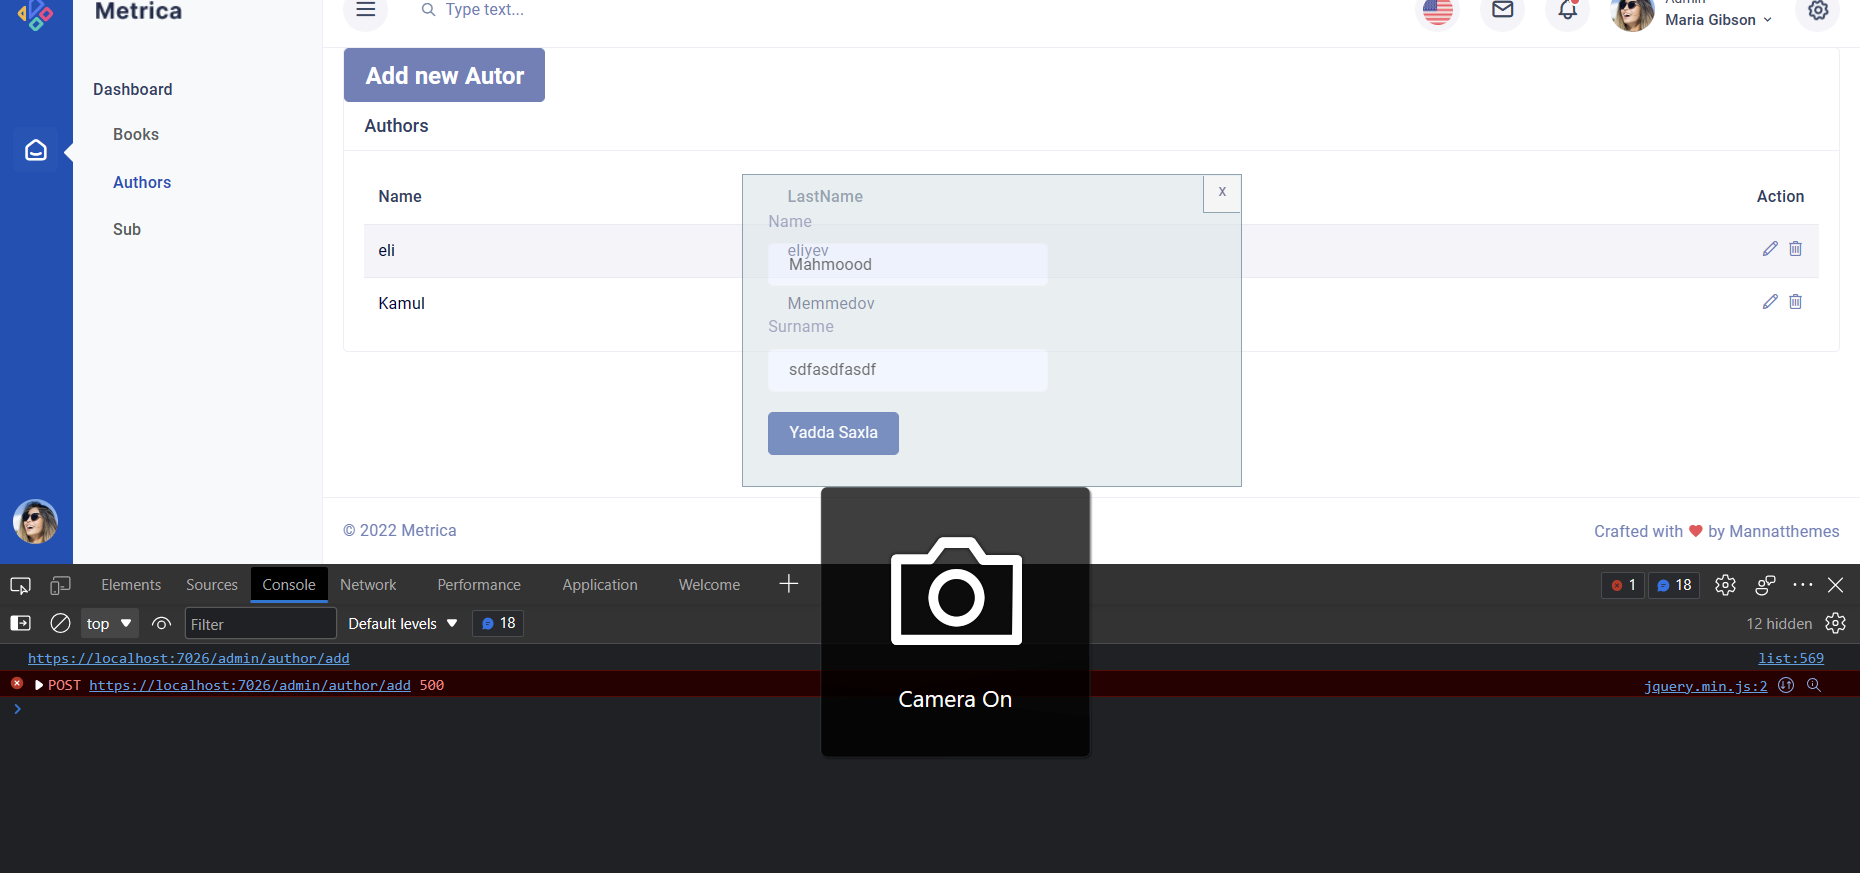 Metrica
Type text...
Admin
Maria Gibson
Dashboard
Books
Authors
Sub
Add new Autor
Authors
Name
LastName
Action
eli
eliyev
Kamul
Memmedov
x
Name
Mahmoood
Surname
sdfasdfasdf
Yadda Saxla
© 2022 Metrica
Crafted with ❤ by Mannatthemes
Camera On
Elements Sources Console Network Performance Application Welcome + 1 18
top Filter Default levels 18 12 hidden
https://localhost:7026/admin/author/add list:569
POST https://localhost:7026/admin/author/add 500 jquery.min.js:2